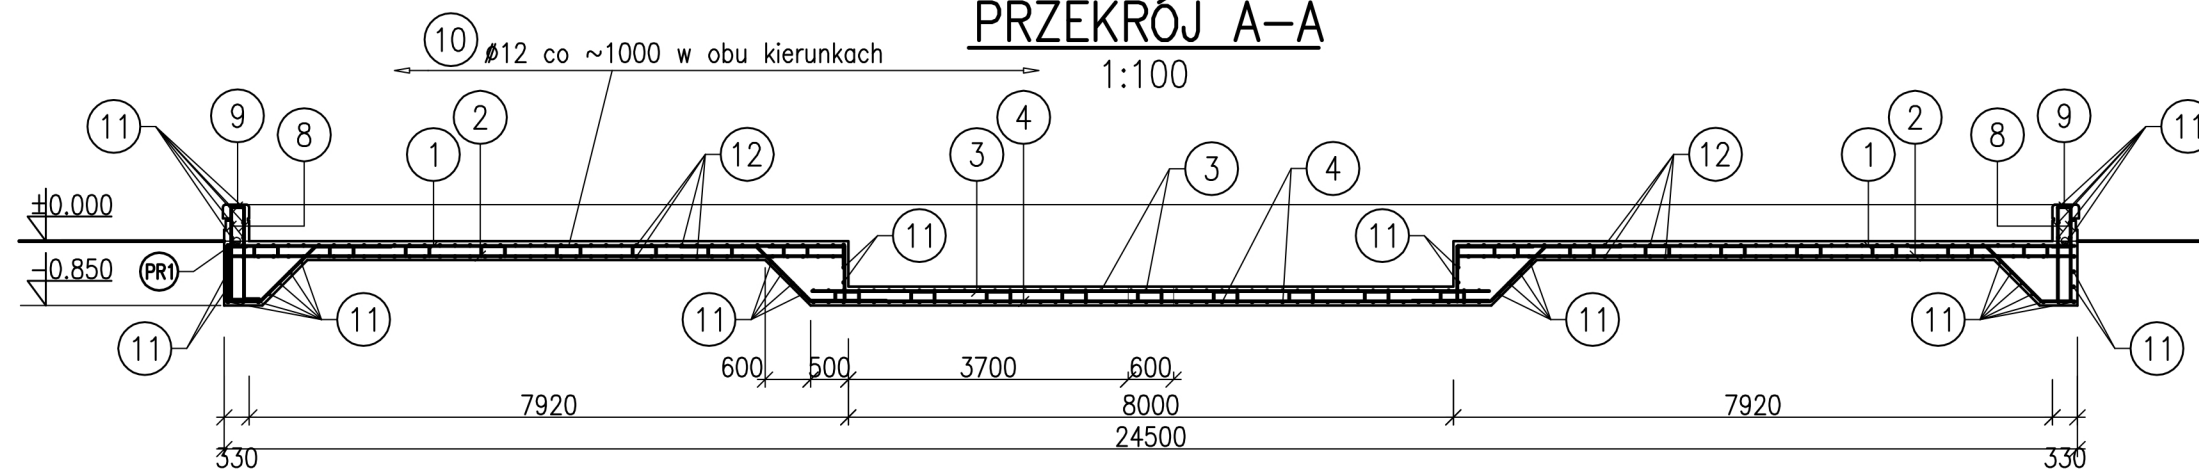 PRZEKRÓJ A-A
1:100
10 ø12 co ~1000 w obu kierunkach
11 9 8 1 2 12 3 4 3 4 12 1 2 8 9 11
±0.000
11 11
-0.850 PR1
11 11 11 11 11 11
600 500 3700 600
7920 8000 7920
24500
330 330